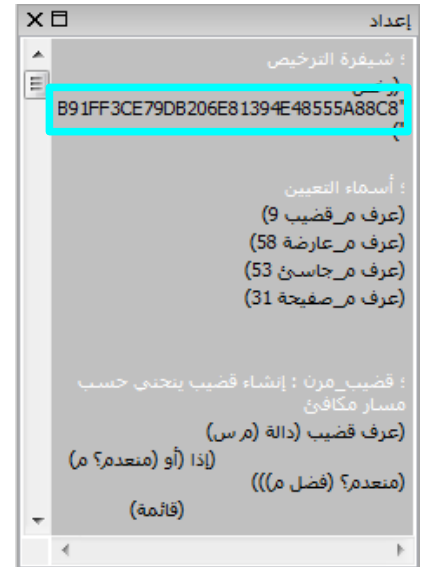 إعداد
؛ شيفرة الترخيص
(رخص
"B91FF3CE79DB206E81394E48555A88C8
")
؛ أسماء التعيين
(عرف م_قضيب 9)
(عرف م_عارضة 58)
(عرف م_جاسئ 53)
(عرف م_صفيحة 31)
؛ قضيب_مرن : إنشاء قضيب ينحني حسب
مسار مكافئ
(عرف قضيب (دالة (م س)
(إذا (أو (منعدم؟ م)
(منعدم؟ (فضل م)))
(قائمة)